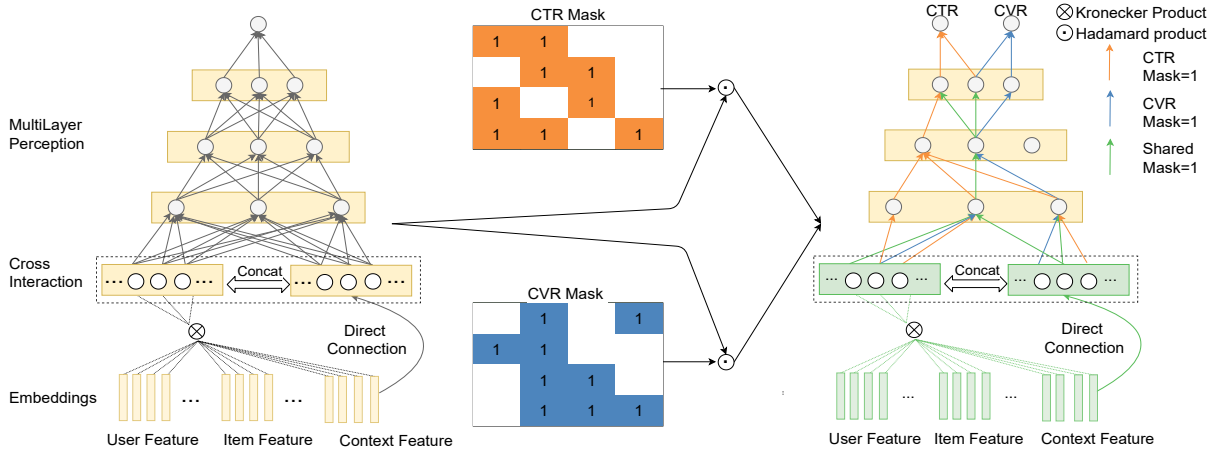 CTR Mask
1 1
1 1
1 1
1 1 1
CVR Mask
1 1
1 1
1 1
1 1 1
MultiLayer
Perception
Cross
Interaction
Embeddings
... ... Concat ... ...
Direct
Connection
... ...
User Feature Item Feature Context Feature
CTR CVR
Kronecker Product
Hadamard product
CTR
Mask=1
CVR
Mask=1
Shared
Mask=1
... ... Concat ... ...
Direct
Connection
... ...
User Feature Item Feature Context Feature